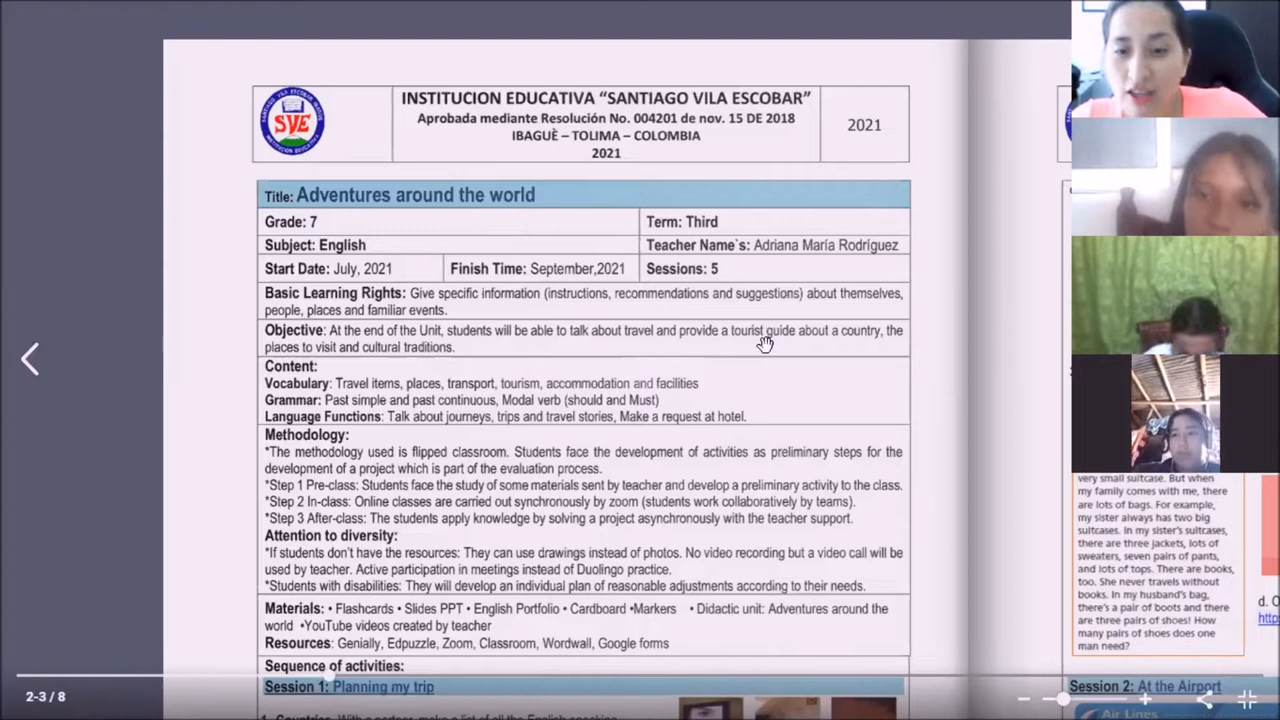 SVE
INSTITUCION EDUCATIVA “SANTIAGO VILA ESCOBAR”
Aprobada mediante Resolución No. 004201 de nov. 15 DE 2018
IBAGUÈ – TOLIMA – COLOMBIA
2021
2021
Title: Adventures around the world
Grade: 7
Term: Third
Subject: English
Teacher Name`s: Adriana María Rodríguez
Start Date: July, 2021
Finish Time: September,2021
Sessions: 5
Basic Learning Rights: Give specific information (instructions, recommendations and suggestions) about themselves,
people, places and familiar events.
Objective: At the end of the Unit, students will be able to talk about travel and provide a tourist guide about a country, the
places to visit and cultural traditions.
Content:
Vocabulary: Travel items, places, transport, tourism, accommodation and facilities
Grammar: Past simple and past continuous, Modal verb (should and Must)
Language Functions: Talk about journeys, trips and travel stories, Make a request at hotel.
Methodology:
*The methodology used is flipped classroom. Students face the development of activities as preliminary steps for the
development of a project which is part of the evaluation process.
*Step 1 Pre-class: Students face the study of some materials sent by teacher and develop a preliminary activity to the class.
*Step 2 In-class: Online classes are carried out synchronously by zoom (students work collaboratively by teams).
*Step 3 After-class: The students apply knowledge by solving a project asynchronously with the teacher support.
Attention to diversity:
*If students don’t have the resources: They can use drawings instead of photos. No video recording but a video call will be
used by teacher. Active participation in meetings instead of Duolingo practice.
*Students with disabilities: They will develop an individual plan of reasonable adjustments according to their needs.
Materials: • Flashcards • Slides PPT • English Portfolio • Cardboard •Markers • Didactic unit: Adventures around the
world •YouTube videos created by teacher
Resources: Genially, Edpuzzle, Zoom, Classroom, Wordwall, Google forms
Sequence of activities:
Session 1: Planning my trip
1. Countries. With a partner, make a list of all the English speaking
very small suitcase. But when
my family comes with me, there
are lots of bags. For example,
my sister always has two big
suitcases. In my sister's suitcases,
there are three jackets, lots of
sweaters, seven pairs of pants,
and lots of tops. There are books,
too. She never travels without
books. In my husband's bag,
there's a pair of boots and there
are three pairs of shoes! How
many pairs of shoes does one
man need?
d.
http
Session 2: At the Airport
Air Lines
2-3 / 8